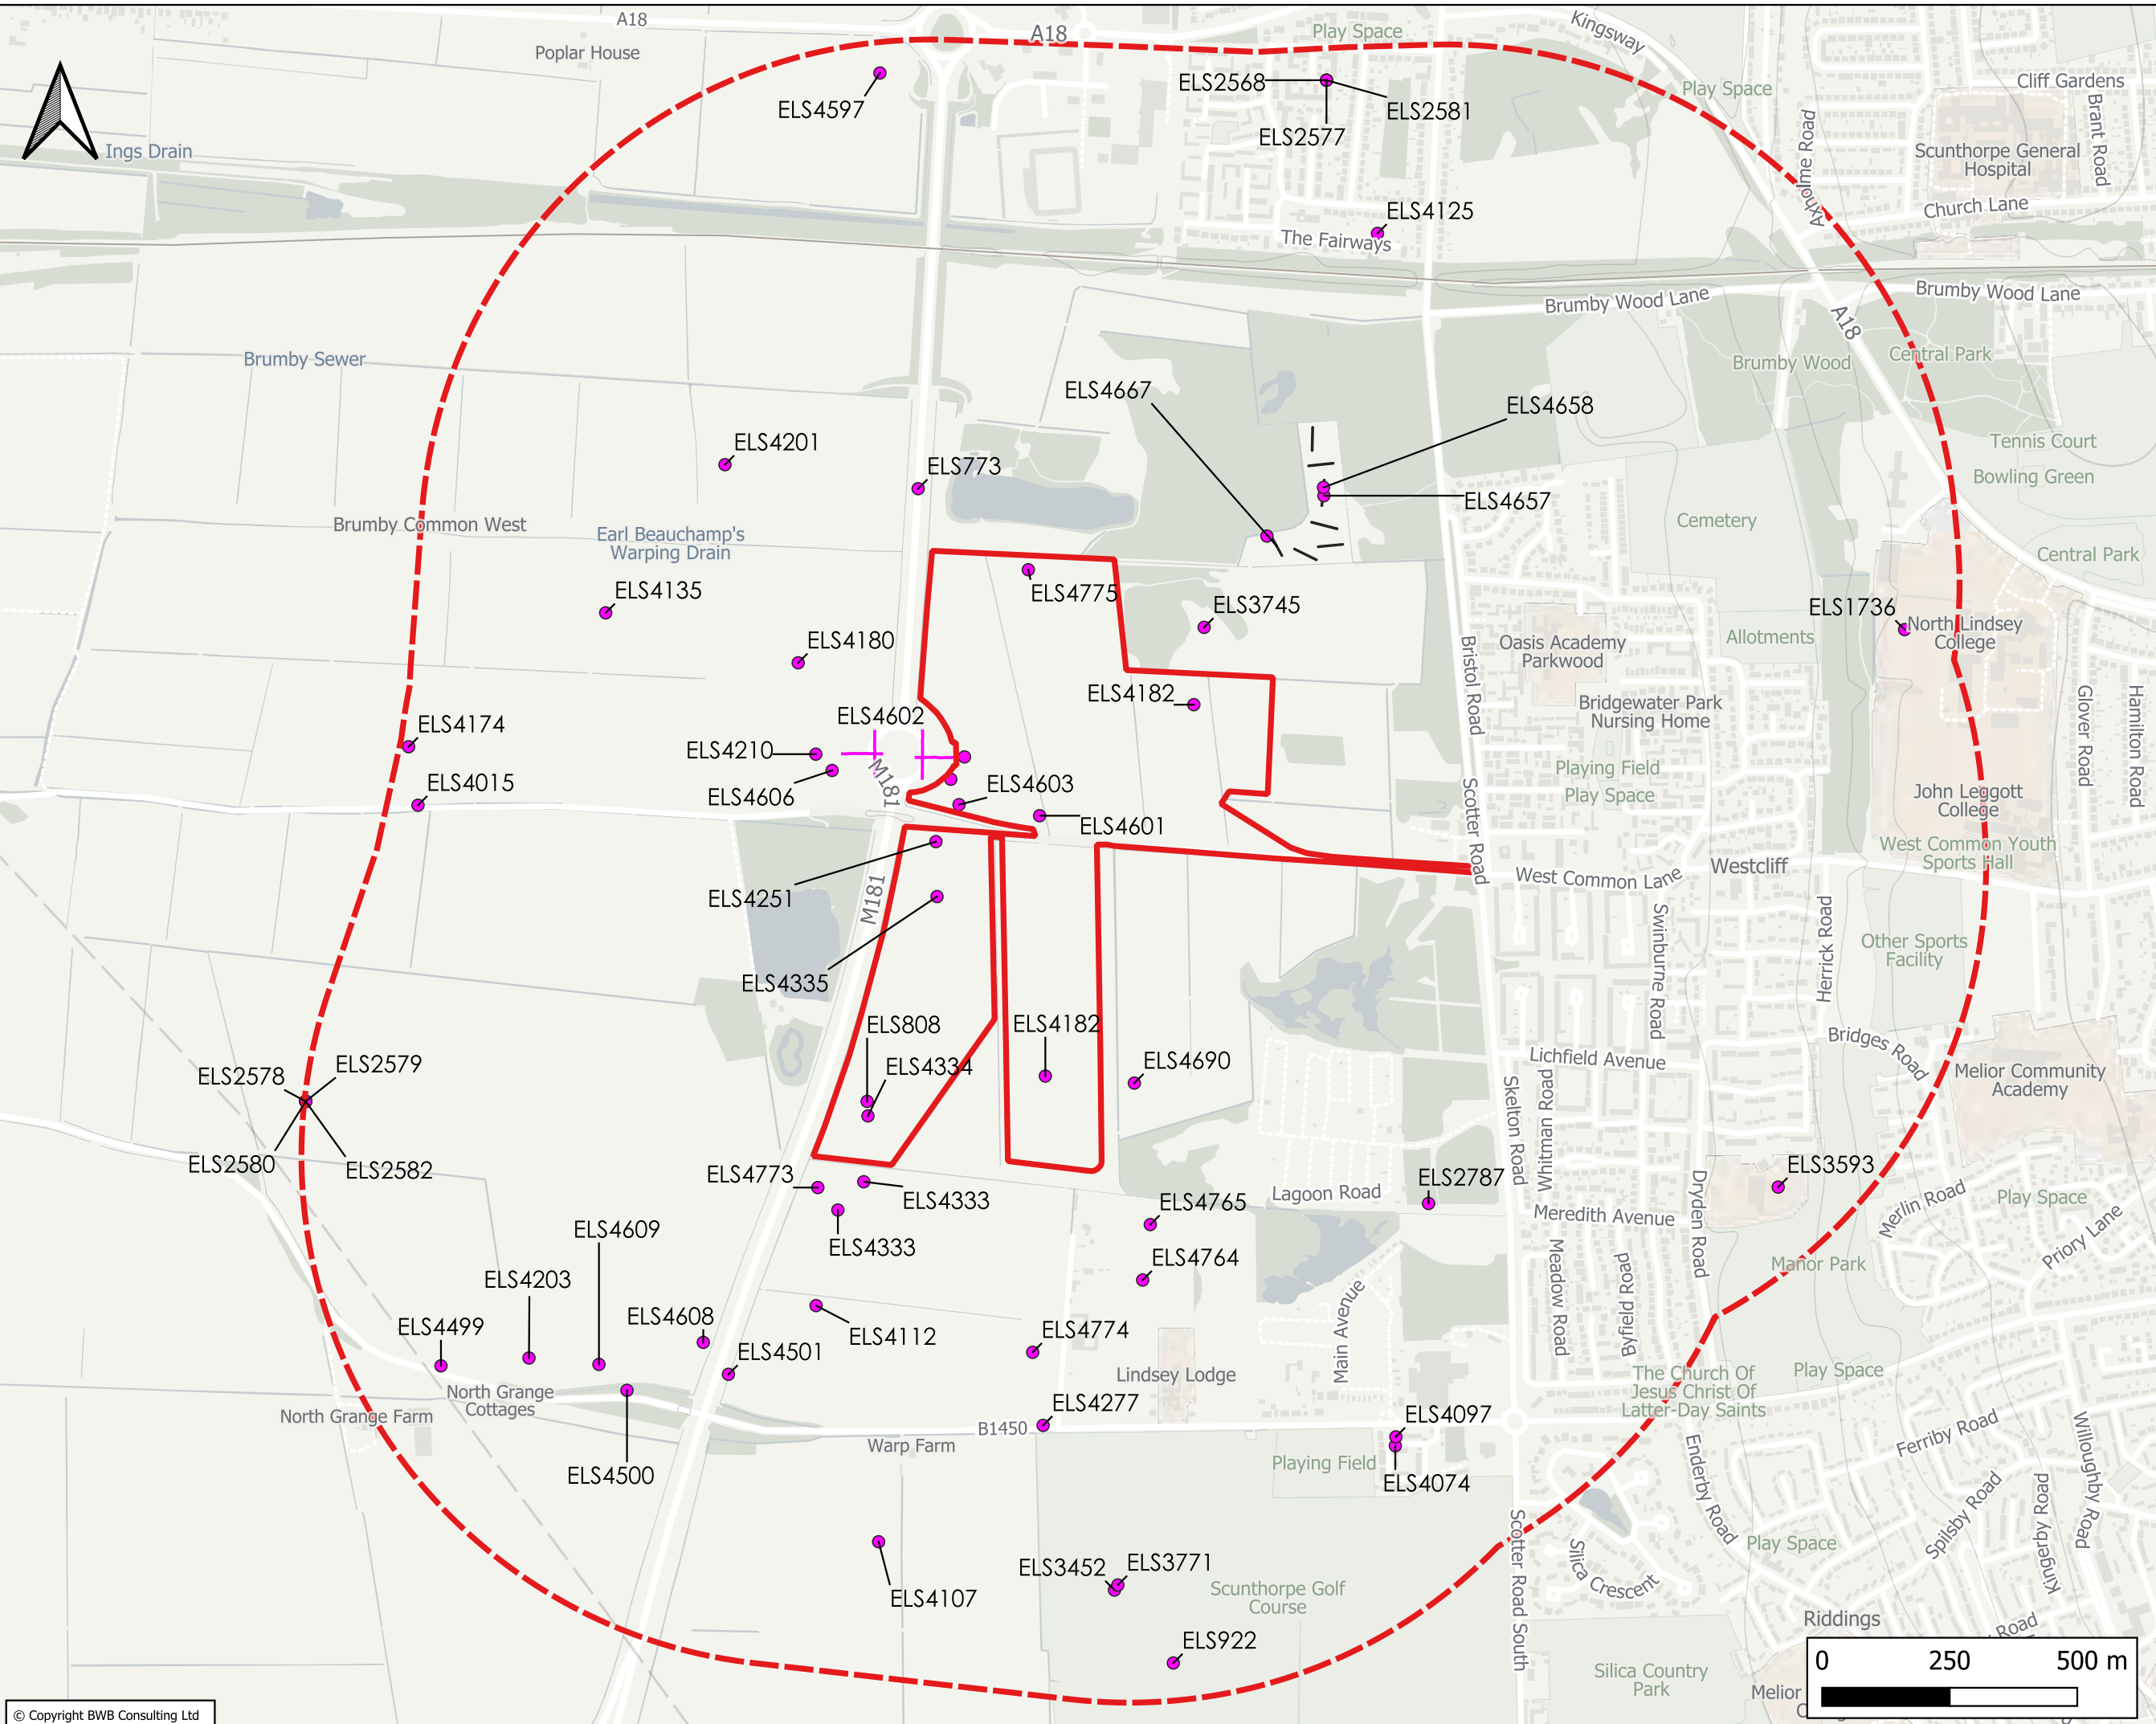 A18
A18
Kingsway
Play Space
Poplar House
ELS4597
ELS2568
ELS2581
ELS2577
Play Space
Cliff Gardens
Brant Road
Axholme Road
Scunthorpe General
Hospital
Church Lane
Ings Drain
ELS4125
The Fairways
Brumby Wood Lane
Brumby Wood Lane
A18
Brumby Sewer
Brumby Wood
Central Park
ELS4667
ELS4658
ELS4657
ELS4201
ELS773
Tennis Court
Bowling Green
Brumby Common West
Earl Beauchamp's
Warping Drain
Cemetery
Central Park
ELS4135
ELS4775
ELS3745
ELS1736
North Lindsey
College
Oasis Academy
Parkwood
Allotments
Bristol Road
ELS4180
ELS4182
Bridgewater Park
Nursing Home
Glover Road
Hamilton Road
ELS4174
ELS4602
ELS4210
ELS4606
M181
ELS4015
ELS4603
ELS4601
Playing Field
Play Space
Scotter Road
John Leggott
College
West Common Youth
Sports Hall
Westcliff
West Common Lane
ELS4251
M181
ELS4335
Swinburne Road
Herrick Road
Other Sports
Facility
ELS808
ELS4334
ELS4182
ELS4690
Lichfield Avenue
Bridges Road
Melior Community
Academy
ELS2578
ELS2579
ELS2580
ELS2582
Skelton Road
Whitman Road
ELS4773
ELS4333
ELS4333
ELS4765
ELS4764
Lagoon Road
ELS2787
Meredith Avenue
Dryden Road
ELS3593
Merlin Road
Play Space
Priory Lane
Manor Park
ELS4609
ELS4203
ELS4499
ELS4608
ELS4501
ELS4112
ELS4774
Main Avenue
Meadow Road
Byfield Road
Lindsey Lodge
The Church Of
Jesus Christ Of
Latter-Day Saints
Play Space
North Grange
Cottages
North Grange Farm
ELS4500
ELS4277
B1450
Warp Farm
ELS4097
Playing Field
ELS4074
Enderby Road
Ferriby Road
Willoughby Road
Spilsby Road
Kingerby Road
Play Space
ELS4107
ELS3452
ELS3771
Scunthorpe Golf
Course
Scotter Road South
Silica Crescent
Riddings
Road
ELS922
Silica Country
Park
Melior
0 250 500 m
© Copyright BWB Consulting Ltd